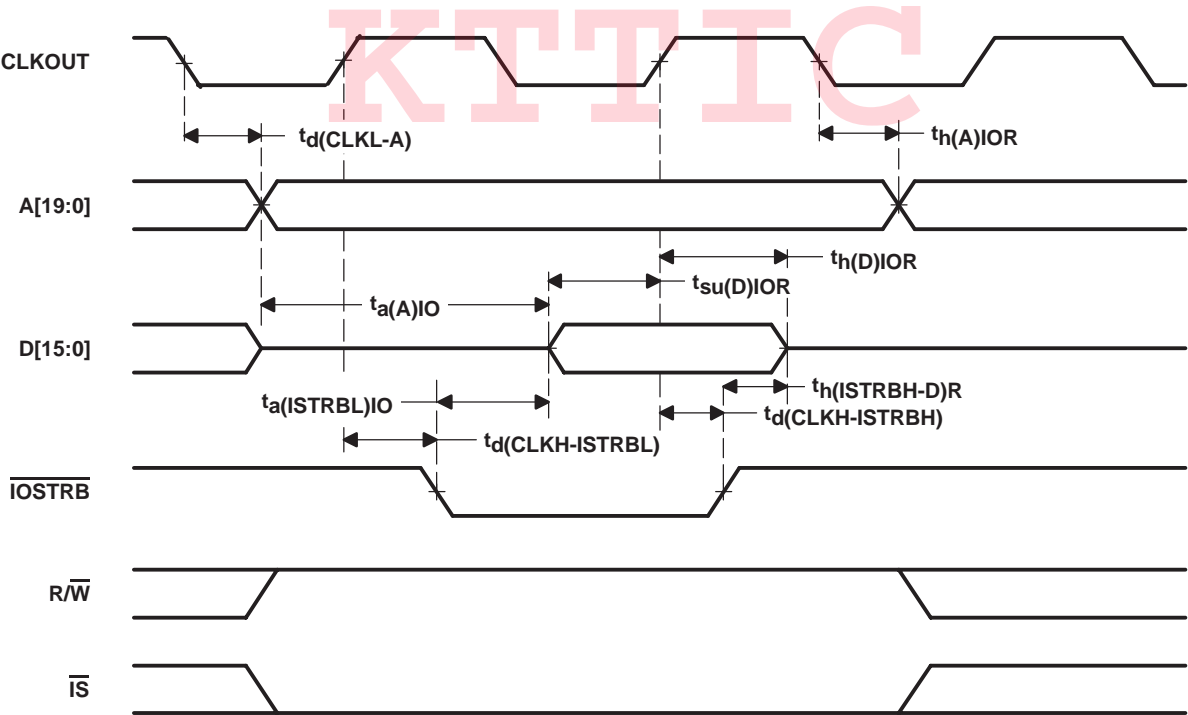 KTTIC
CLKOUT
td(CLKL-A)
th(A)IOR
A[19:0]
th(D)IOR
tsu(D)IOR
ta(A)IO
D[15:0]
th(ISTRBH-D)R
ta(ISTRBL)IO
td(CLKH-ISTRBH)
td(CLKH-ISTRBL)
IOSTRB
R/W
IS